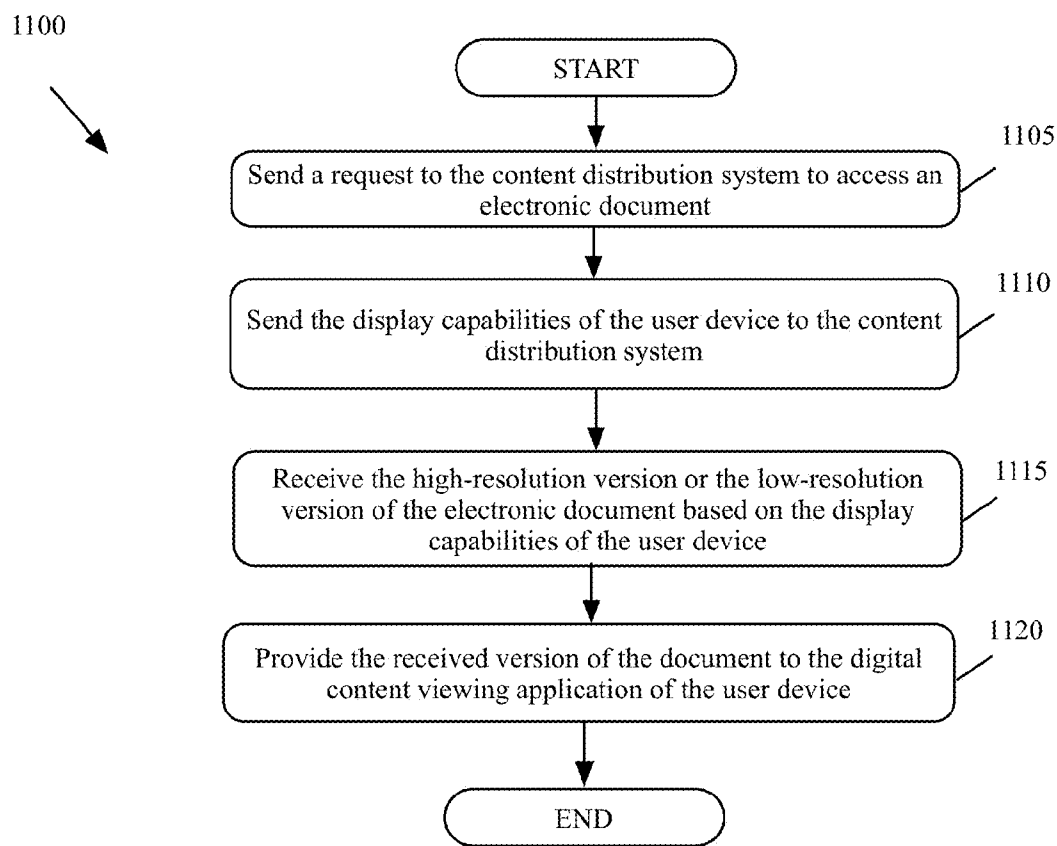 1100
START
1105
Send a request to the content distribution system to access an
electronic document
1110
Send the display capabilities of the user device to the content
distribution system
1115
Receive the high-resolution version or the low-resolution
version of the electronic document based on the display
capabilities of the user device
1120
Provide the received version of the document to the digital
content viewing application of the user device
END